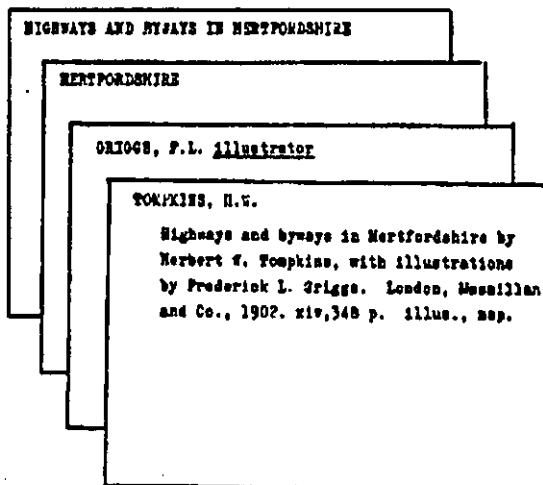 HIGHWAYS AND BYWAYS IN HERTFORDSHIRE
HERTFORDSHIRE
GRIGGS, F.L. illustrator
TOMPKINS, H.W.
Highways and byways in Hertfordshire by
Herbert W. Tompkins, with illustrations
by Frederick L. Griggs. London, Macmillan
and Co., 1902. xiv,348 p. illus., map.